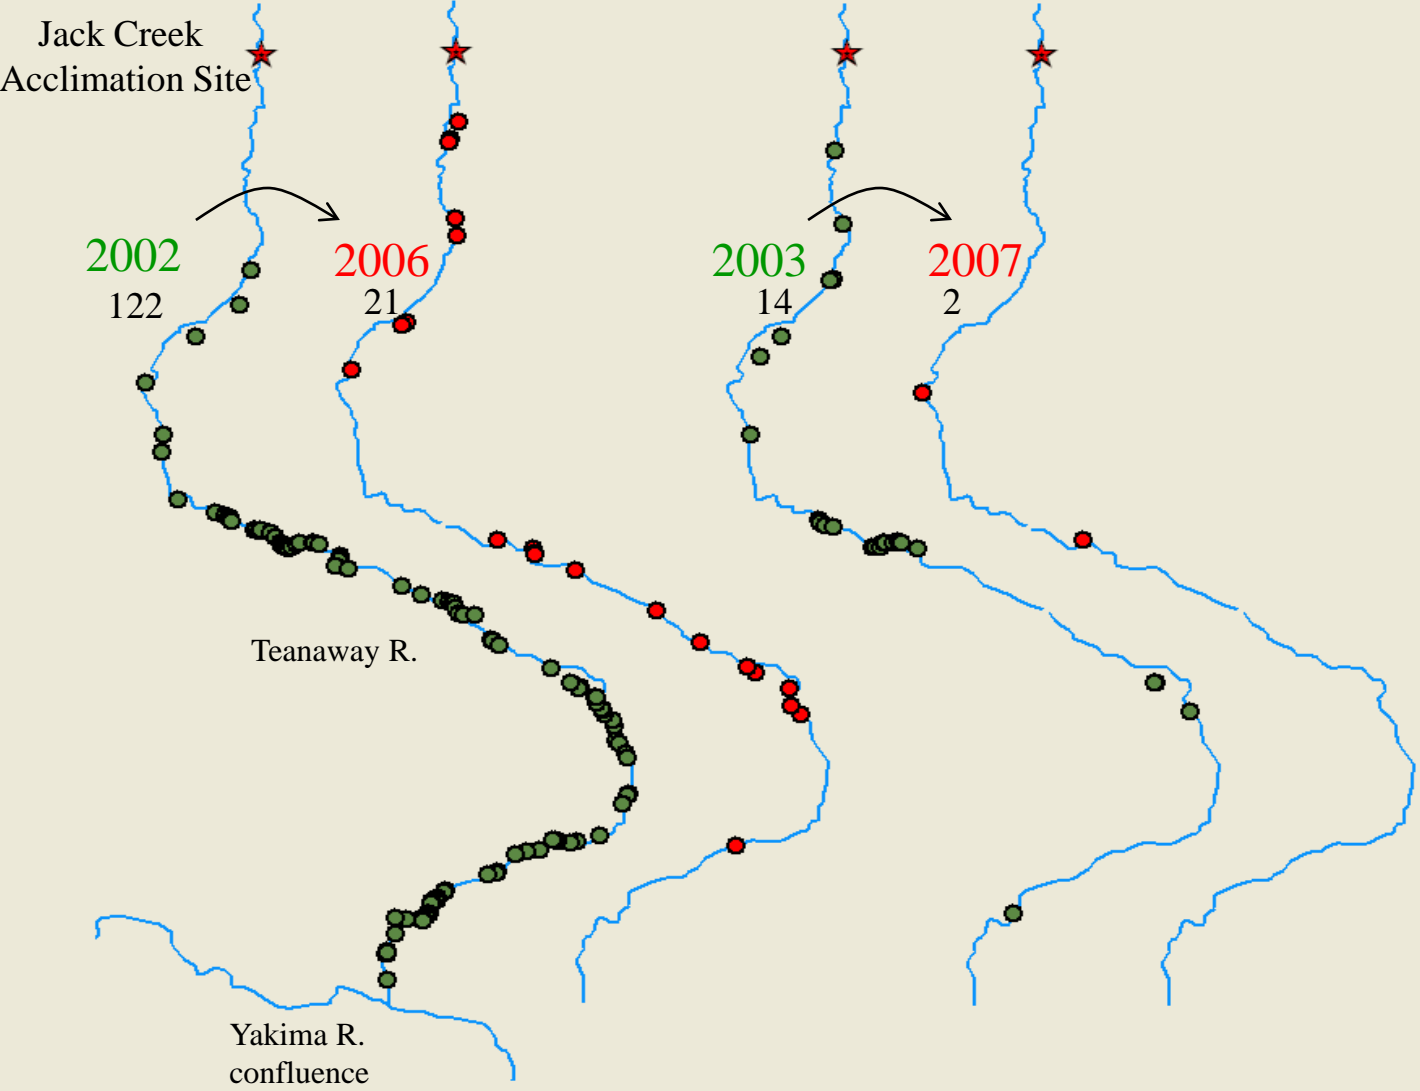 Jack Creek
Acclimation Site
2002
122
2006
21
2003
14
2007
2
Teanaway R.
Yakima R.
confluence